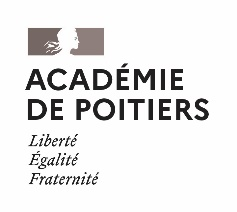 ACADÉMIE
DE POITIERS
Liberté
Égalité
Fraternité